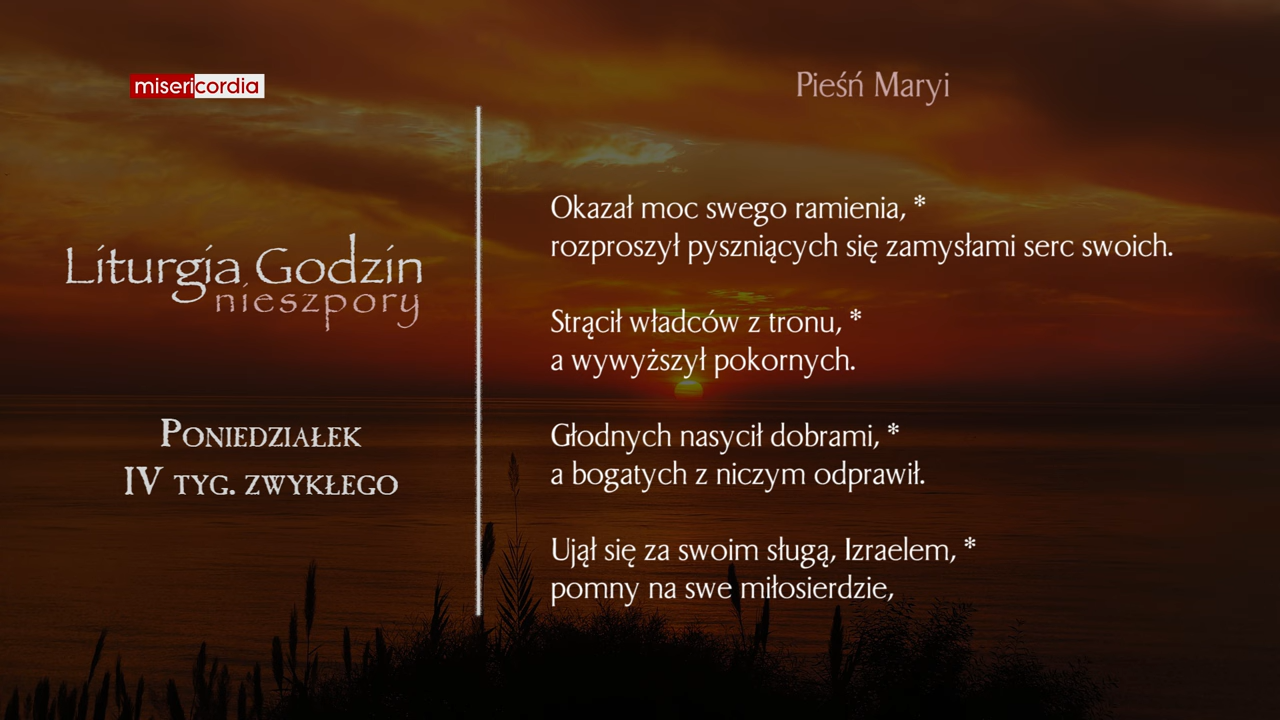 misericordia
Liturgia Godzin
nieszpory
Poniedziałek
IV tyg. zwykłego
Pieśń Maryi
Okazał moc swego ramienia, *
rozproszył pyszniących się zamysłami serc swoich.
Strącił władców z tronu, *
a wywyższył pokornych.
Głodnych nasycił dobrami, *
a bogatych z niczym odprawił.
Ujął się za swoim sługą, Izraelem, *
pomny na swe miłosierdzie,